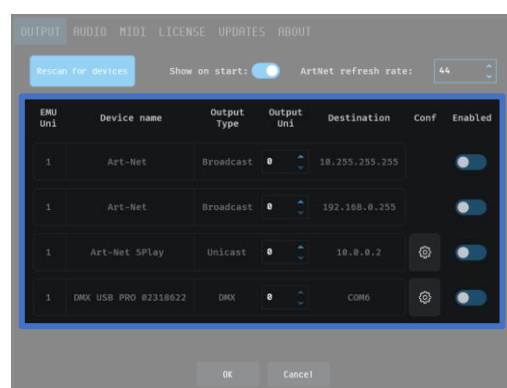 OUTPUT AUDIO MIDI LICENSE UPDATES ABOUT
Rescan for devices Show on start: ArtNet refresh rate: 44
EMU Uni Device name Output Type Output Uni Destination Conf Enabled
1 Art-Net Broadcast 0 10.255.255.255
1 Art-Net Broadcast 0 192.168.0.255
1 Art-Net SPlay Unicast 0 10.0.0.2
1 DMX USB PRO 02318622 DMX 0 COM6
OK Cancel